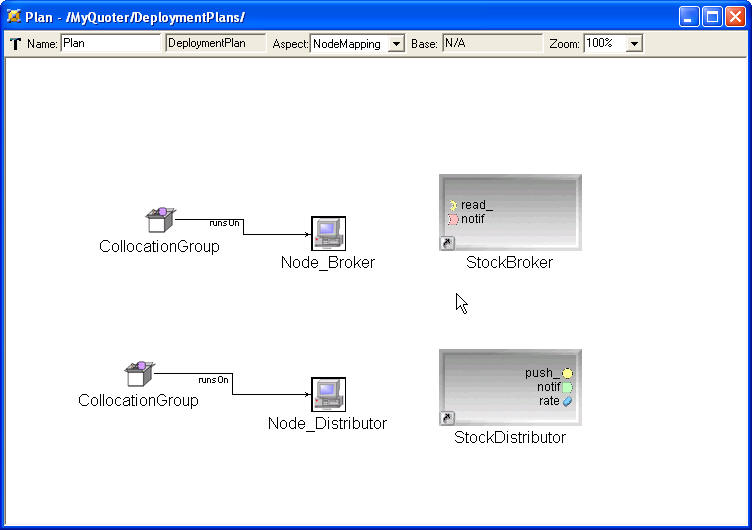 Plan - /MyQuoter/DeploymentPlans/
Name: Plan DeploymentPlan Aspect: NodeMapping Base: N/A Zoom: 100%
read_
notif
runsOn
CollocationGroup
Node_Broker
StockBroker
push_
notif
rate
runsOn
CollocationGroup
Node_Distributor
StockDistributor